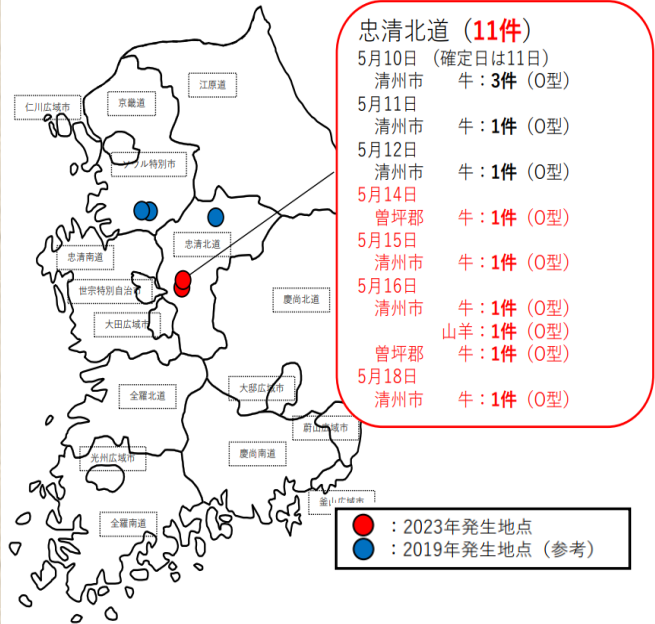 忠清北道（11件）
5月10日 （確定日は11日）
清州市 牛：3件（O型）
5月11日
清州市 牛：1件（O型）
5月12日
清州市 牛：1件（O型）
5月14日
曽坪郡 牛：1件（O型）
5月15日
清州市 牛：1件（O型）
5月16日
清州市 牛：1件（O型）
山羊：1件（O型）
曽坪郡 牛：1件（O型）
5月18日
清州市 牛：1件（O型）
江原道
仁川広域市
京畿道
ソウル特別市
忠清北道
忠清南道
世宗特別自治市
慶尚北道
大田広域市
大邸広域市
全羅北道
蔚山広域市
慶尚南道
光州広域市
釜山広域市
全羅南道
：2023年発生地点
：2019年発生地点（参考）